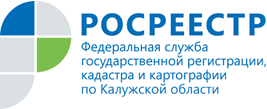 РОСРЕЕСТР
Федеральная служба
государственной регистрации,
кадастра и картографии
по Калужской области